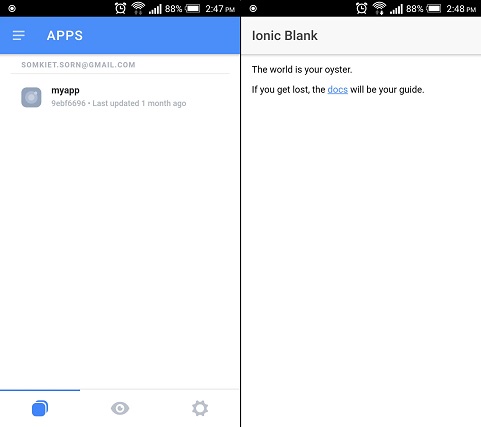 88% 2:47 PM
APPS
SOMKIET.SORN@GMAIL.COM
myapp
9ebf6696 • Last updated 1 month ago
88% 2:48 PM
Ionic Blank
The world is your oyster.
If you get lost, the docs will be your guide.